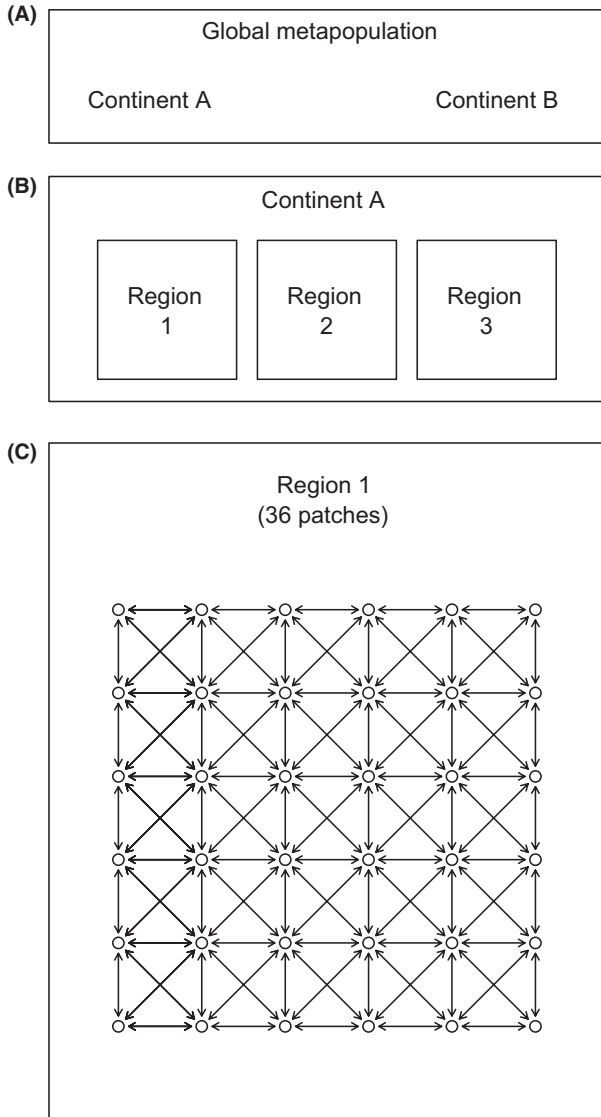 (A)
Global metapopulation
Continent A Continent B
(B)
Continent A
Region Region Region
1 2 3
(C)
Region 1
(36 patches)